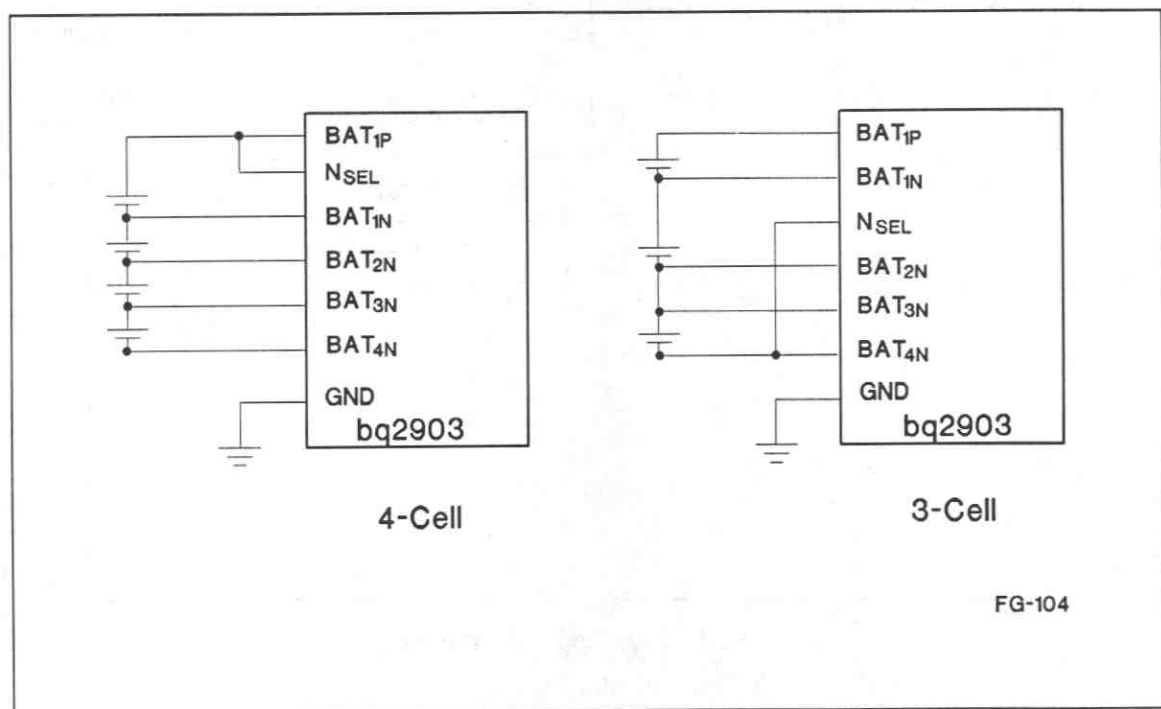 BAT1P
NSEL
BAT1N
BAT2N
BAT3N
BAT4N
GND
bq2903
4-Cell
BAT1P
BAT1N
NSEL
BAT2N
BAT3N
BAT4N
GND
bq2903
3-Cell
FG-104